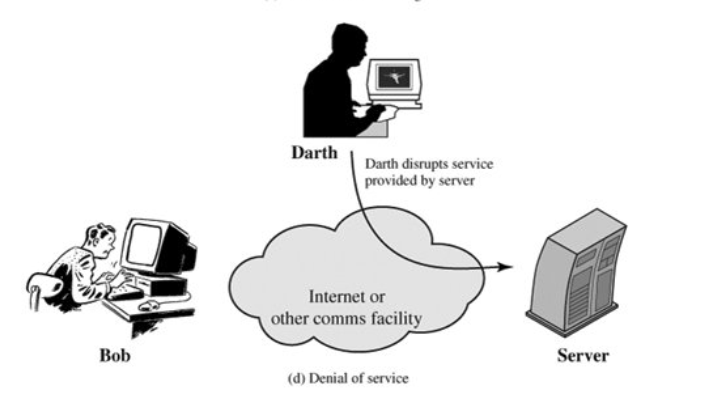 Darth
Darth disrupts service
provided by server
Internet or
other comms facility
Bob
Server
(d) Denial of service